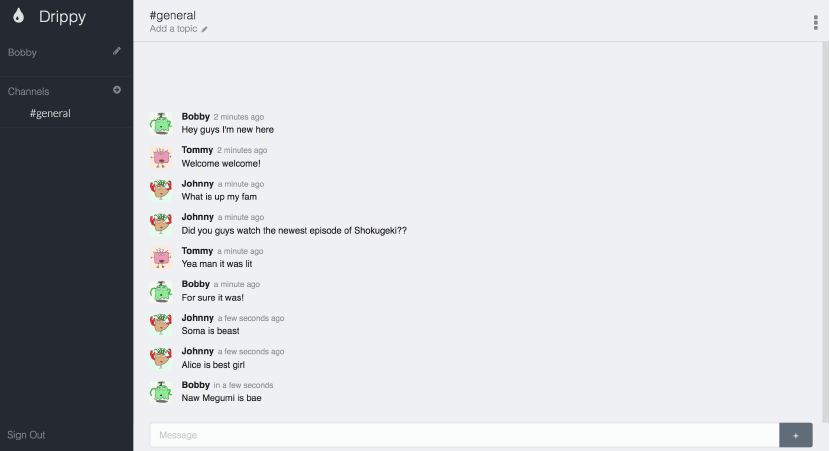 Drippy
Bobby
Channels
#general
Sign Out
#general
Add a topic
Bobby 2 minutes ago
Hey guys I'm new here
Tommy 2 minutes ago
Welcome welcome!
Johnny a minute ago
What is up my fam
Johnny a minute ago
Did you guys watch the newest episode of Shokugeki??
Tommy a minute ago
Yea man it was lit
Bobby a minute ago
For sure it was!
Johnny a few seconds ago
Soma is beast
Johnny a few seconds ago
Alice is best girl
Bobby in a few seconds
Naw Megumi is bae
Message
+